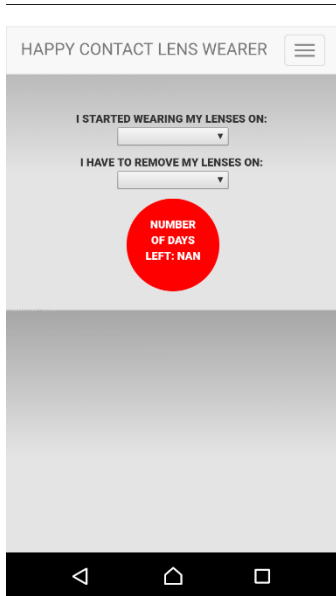 HAPPY CONTACT LENS WEARER
I STARTED WEARING MY LENSES ON:
I HAVE TO REMOVE MY LENSES ON:
NUMBER
OF DAYS
LEFT: NAN